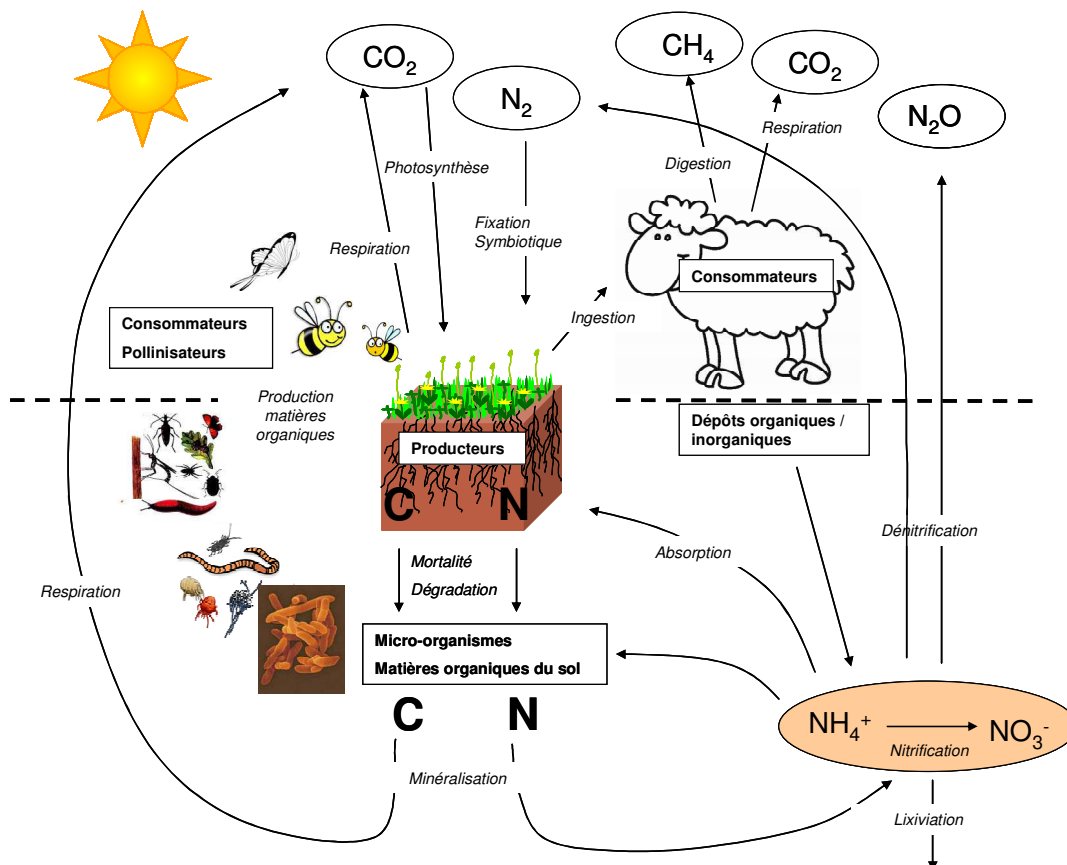 CO₂
N₂
CH₄
CO₂
N₂O
Respiration
Photosynthèse
Digestion
Fixation
Symbiotique
Respiration
Consommateurs
Ingestion
Consommateurs
Pollinisateurs
Production
matières
organiques
Dépôts organiques /
inorganiques
Producteurs
C N
Dénitrification
Absorption
Mortalité
Dégradation
Respiration
Micro-organismes
Matières organiques du sol
C N
NH₄⁺ NO₃⁻
Nitrification
Minéralisation
Lixiviation